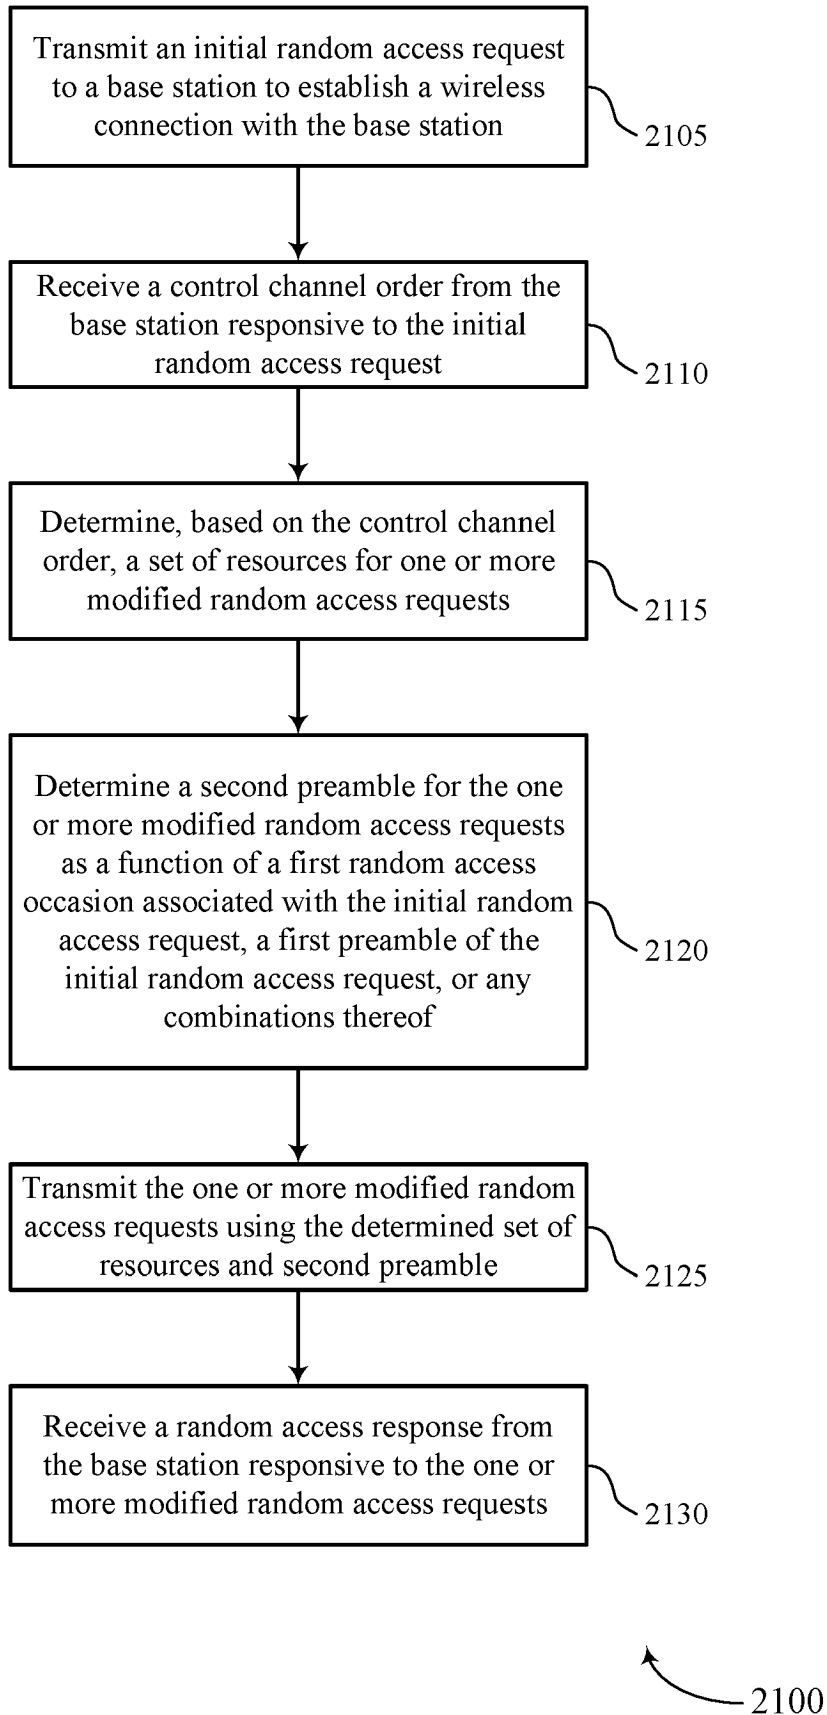 Transmit an initial random access request
to a base station to establish a wireless
connection with the base station
2105
Receive a control channel order from the
base station responsive to the initial
random access request
2110
Determine, based on the control channel
order, a set of resources for one or more
modified random access requests
2115
Determine a second preamble for the one
or more modified random access requests
as a function of a first random access
occasion associated with the initial random
access request, a first preamble of the
initial random access request, or any
combinations thereof
2120
Transmit the one or more modified random
access requests using the determined set of
resources and second preamble
2125
Receive a random access response from
the base station responsive to the one or
more modified random access requests
2130
2100